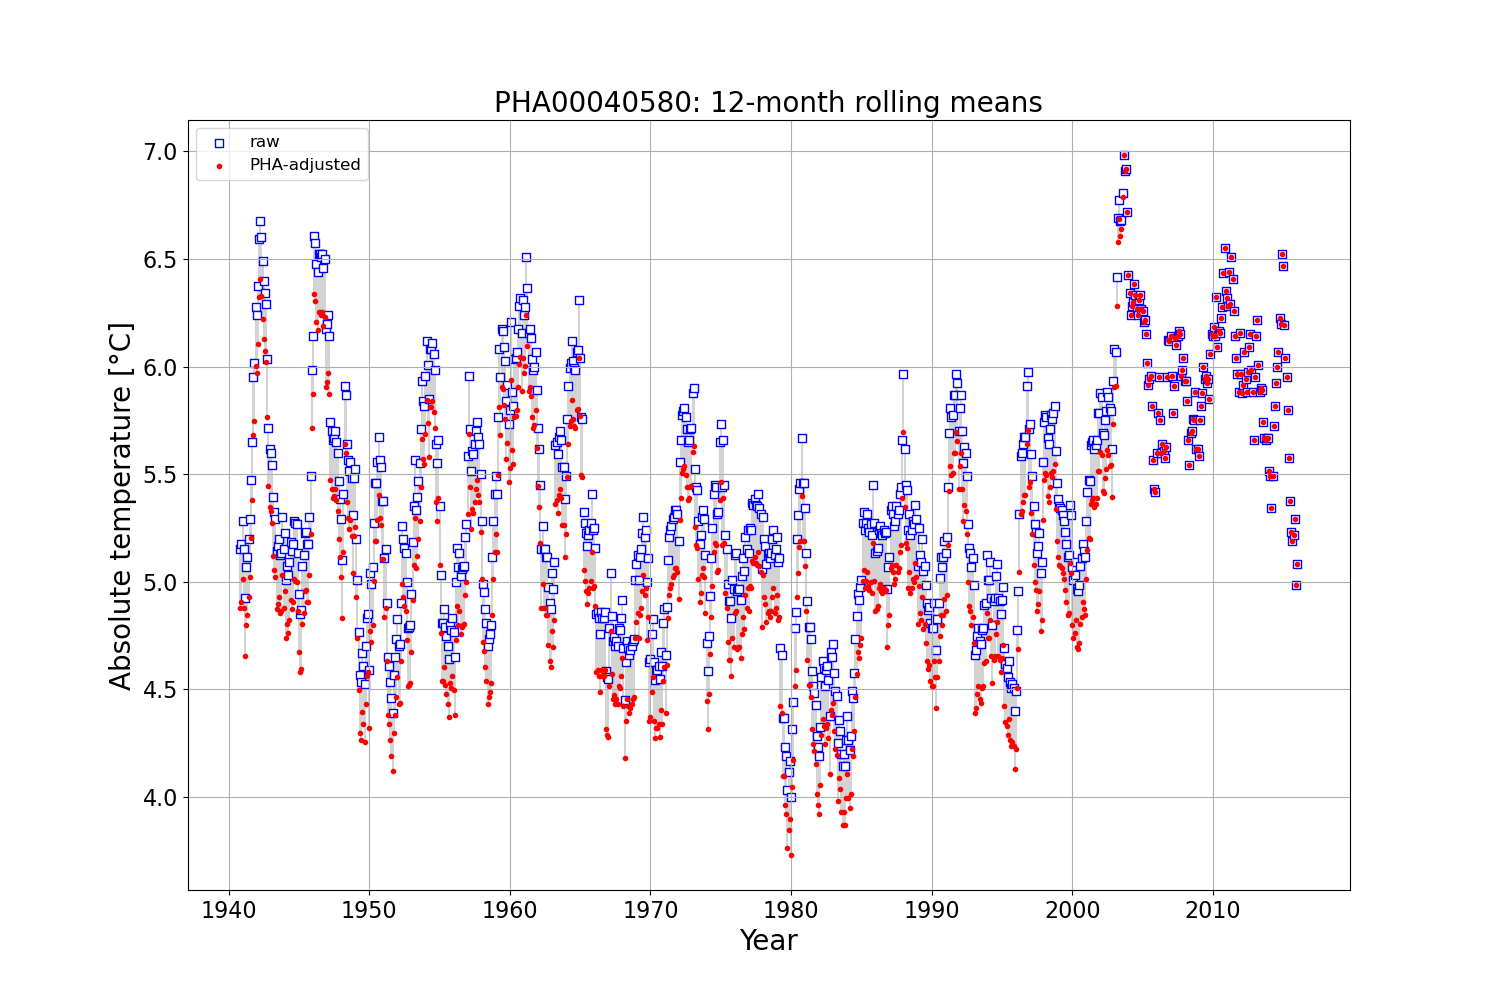 PHA00040580: 12-month rolling means
raw
PHA-adjusted
Absolute temperature [°C]
7.0
6.5
6.0
5.5
5.0
4.5
4.0
1940 1950 1960 1970 1980 1990 2000 2010
Year